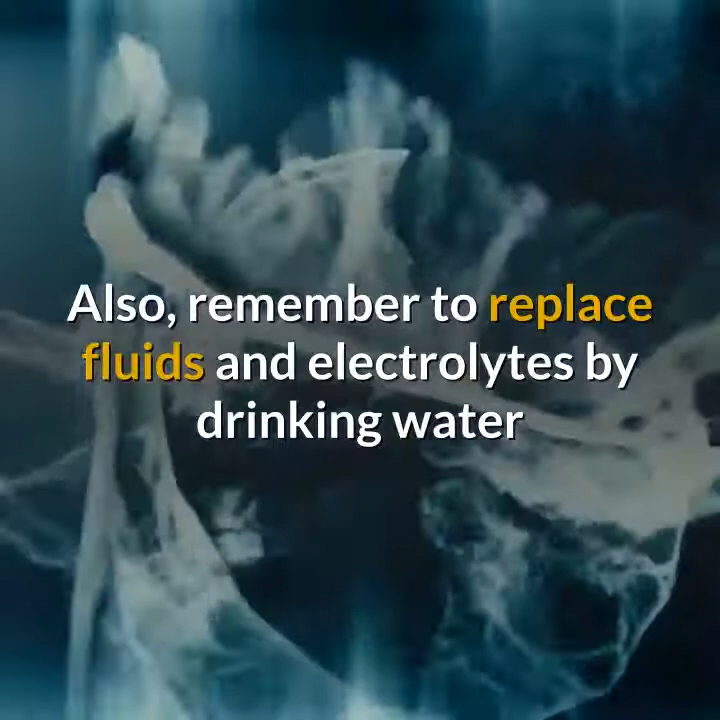 Also, remember to replace
fluids and electrolytes by
drinking water